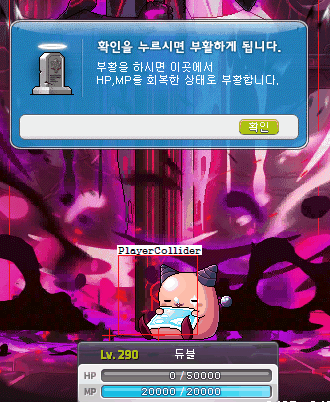 확인을 누르시면 부활하게 됩니다.
부활을 하시면 이곳에서
HP,MP를 회복한 상태로 부활합니다.
확인
PlayerCollider
Lv. 290 듀블
HP 0 / 50000
MP 20000 / 20000